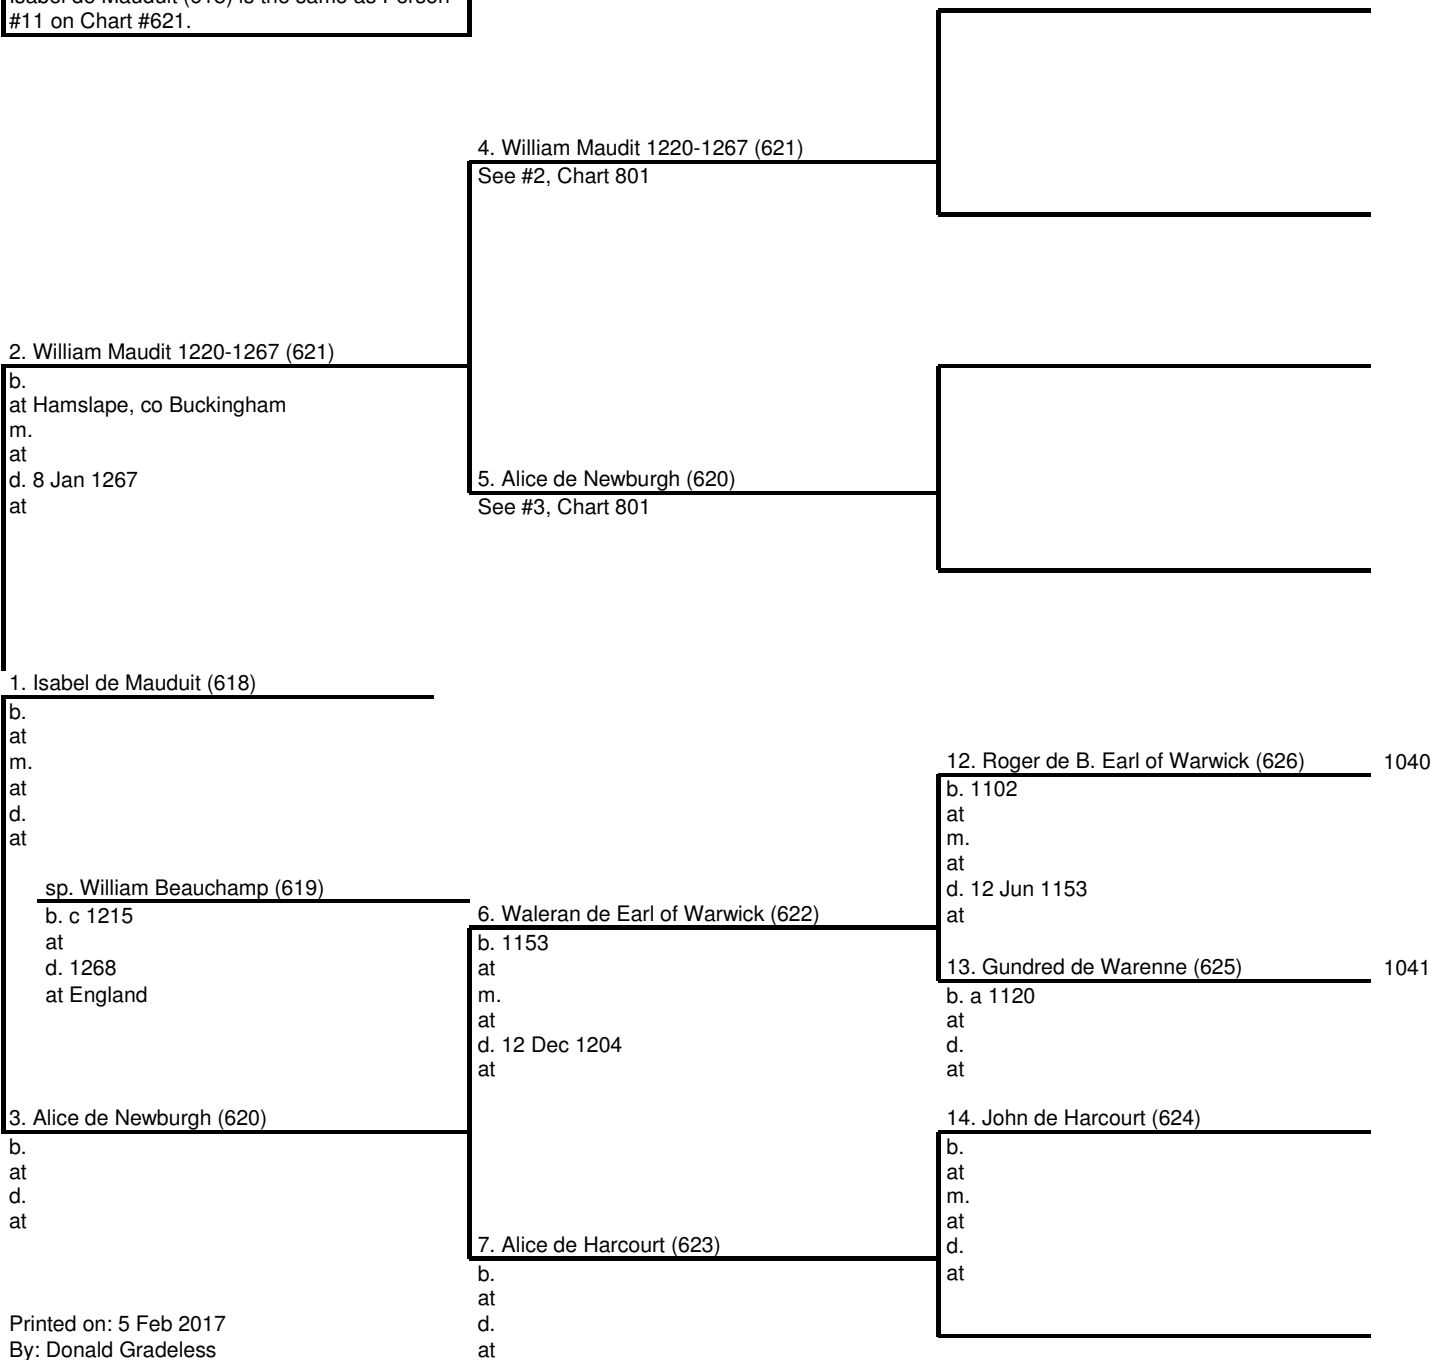 #11 on Chart #621.
4. William Maudit 1220-1267 (621)
See #2, Chart 801
2. William Maudit 1220-1267 (621)
b.
at Hamslape, co Buckingham
m.
at
d. 8 Jan 1267
at
5. Alice de Newburgh (620)
See #3, Chart 801
1. Isabel de Mauduit (618)
b.
at
m.
at
d.
at
sp. William Beauchamp (619)
b. c 1215
at
d. 1268
at England
3. Alice de Newburgh (620)
b.
at
d.
at
6. Waleran de Earl of Warwick (622)
b. 1153
at
m.
at
d. 12 Dec 1204
at
7. Alice de Harcourt (623)
b.
at
d.
at
12. Roger de B. Earl of Warwick (626) 1040
b. 1102
at
m.
at
d. 12 Jun 1153
at
13. Gundred de Warenne (625) 1041
b. a 1120
at
d.
at
14. John de Harcourt (624)
b.
at
m.
at
d.
at
Printed on: 5 Feb 2017
By: Donald Gradeless